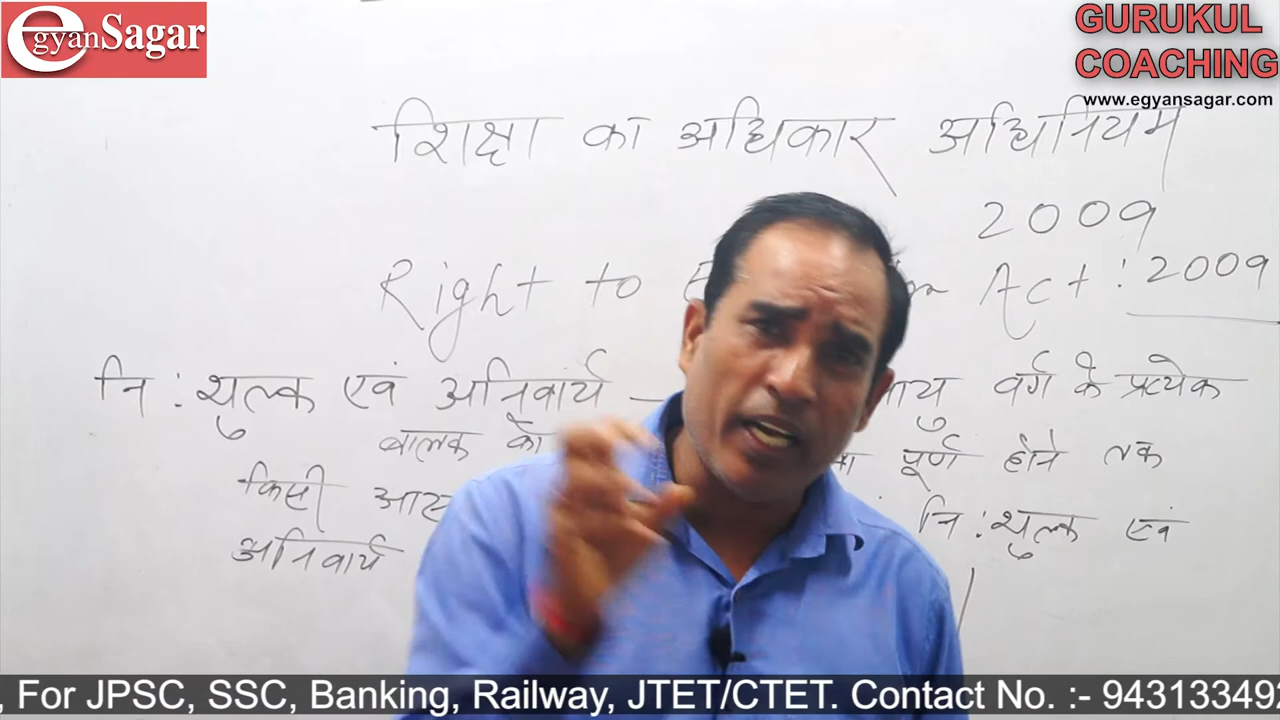 egyanSagar
GURUKUL
COACHING
www.egyansagar.com
शिक्षा का अधिकार अधिनियम
2009
Right to Act : 2009
नि : शुल्क एवं अनिवार्य — वर्ग के प्रत्येक
बालक को पूर्ण होने तक
किसी नि : शुल्क एवं
अनिवार्य
, For JPSC, SSC, Banking, Railway, JTET/CTET. Contact No. :- 943133492